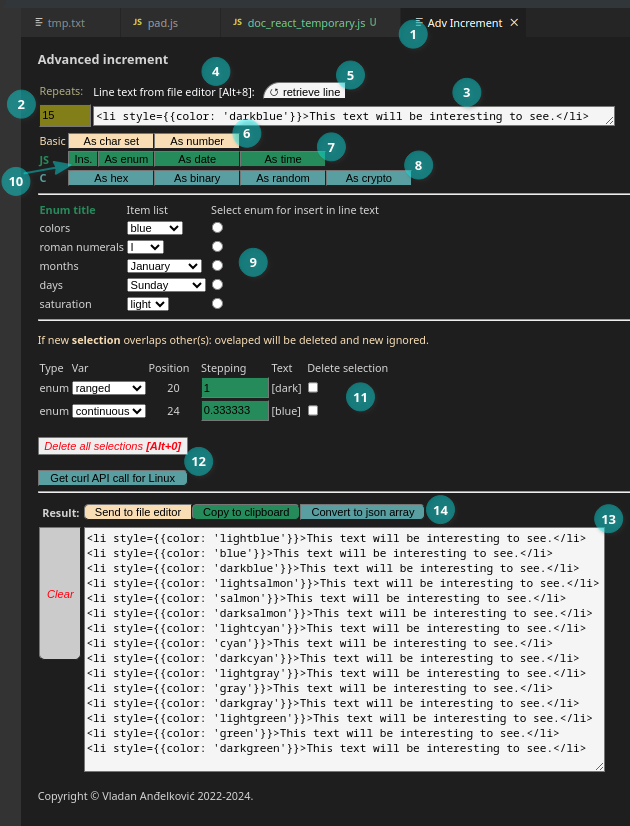 tmp.txt JS pad.js JS doc_react_temporary.js U Adv Increment ×
1
Advanced increment
4
5
Repeats: Line text from file editor [Alt+8]: ↺ retrieve line
3
2
15 <li style={{color: 'darkblue'}}>This text will be interesting to see.</li>
6
Basic As char set As number
7
JS Ins. As enum As date As time
8
10
C As hex As binary As random As crypto
Enum title Item list Select enum for insert in line text
colors blue
roman numerals I
9
months January
days Sunday
saturation light
If new selection overlaps other(s): ovelaped will be deleted and new ignored.
Type Var Position Stepping Text Delete selection
enum ranged 20 1 [dark]
11
enum continuous 24 0.333333 [blue]
Delete all selections [Alt+0]
12
Get curl API call for Linux
14
Result: Send to file editor Copy to clipboard Convert to json array
13
Clear
<li style={{color: 'lightblue'}}>This text will be interesting to see.</li>
<li style={{color: 'blue'}}>This text will be interesting to see.</li>
<li style={{color: 'darkblue'}}>This text will be interesting to see.</li>
<li style={{color: 'lightsalmon'}}>This text will be interesting to see.</li>
<li style={{color: 'salmon'}}>This text will be interesting to see.</li>
<li style={{color: 'darksalmon'}}>This text will be interesting to see.</li>
<li style={{color: 'lightcyan'}}>This text will be interesting to see.</li>
<li style={{color: 'cyan'}}>This text will be interesting to see.</li>
<li style={{color: 'darkcyan'}}>This text will be interesting to see.</li>
<li style={{color: 'lightgray'}}>This text will be interesting to see.</li>
<li style={{color: 'gray'}}>This text will be interesting to see.</li>
<li style={{color: 'darkgray'}}>This text will be interesting to see.</li>
<li style={{color: 'lightgreen'}}>This text will be interesting to see.</li>
<li style={{color: 'green'}}>This text will be interesting to see.</li>
<li style={{color: 'darkgreen'}}>This text will be interesting to see.</li>
Copyright © Vladan Anđelković 2022-2024.